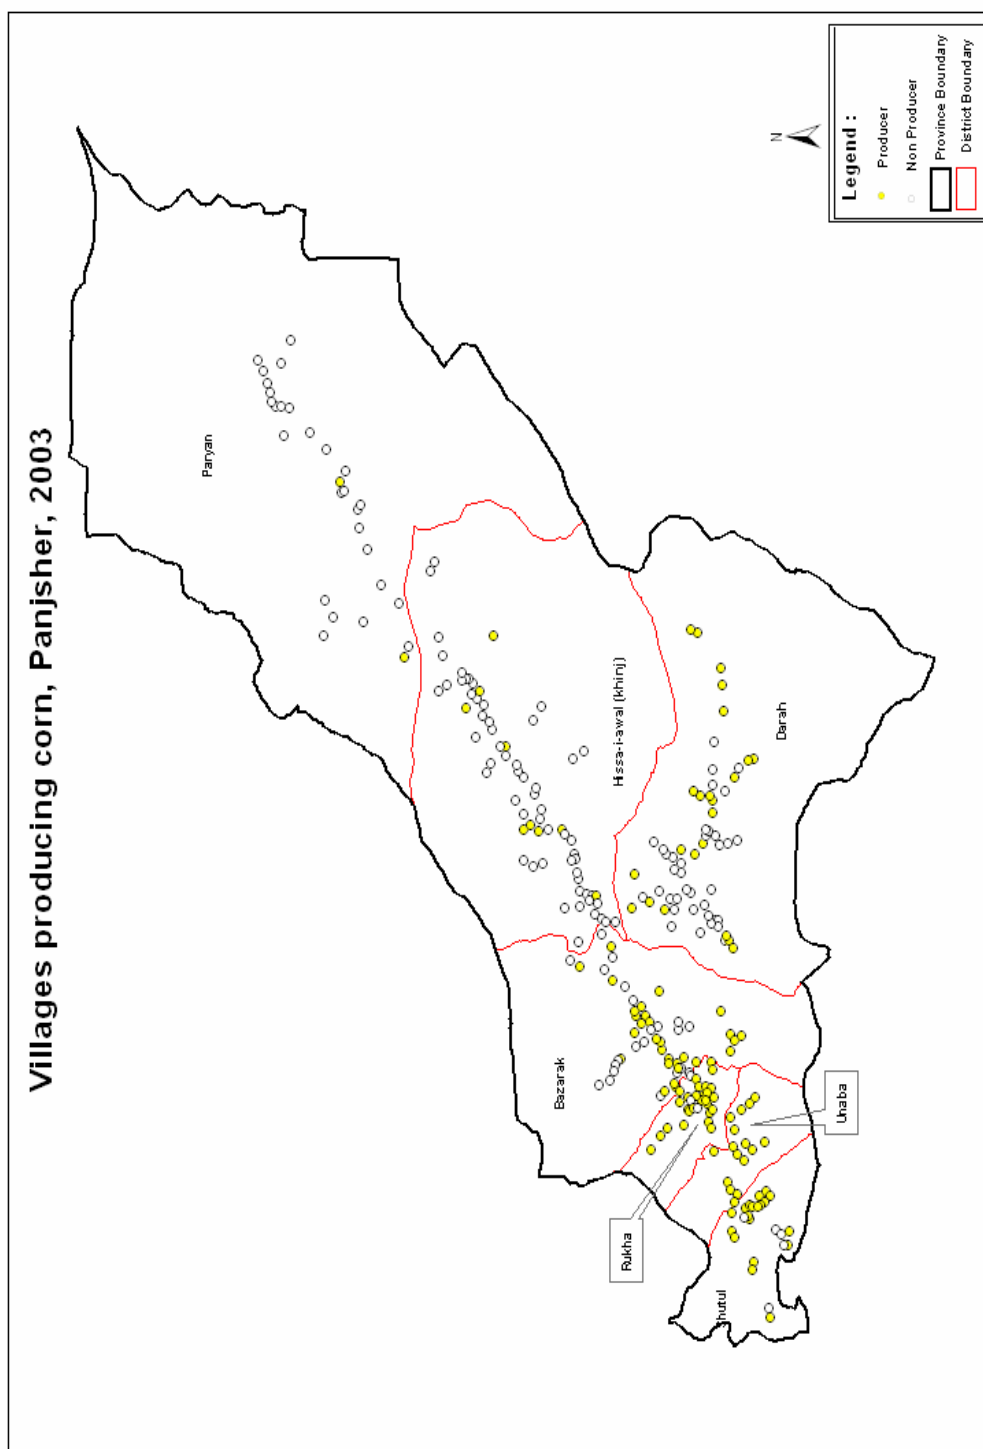 Villages producing corn, Panjsher, 2003
N
Legend :
Producer
Non Producer
Province Boundary
District Boundary
Paryan
Hissa-i-awal (khinj)
Darah
Bazarak
Rukha
Unaba
hutul